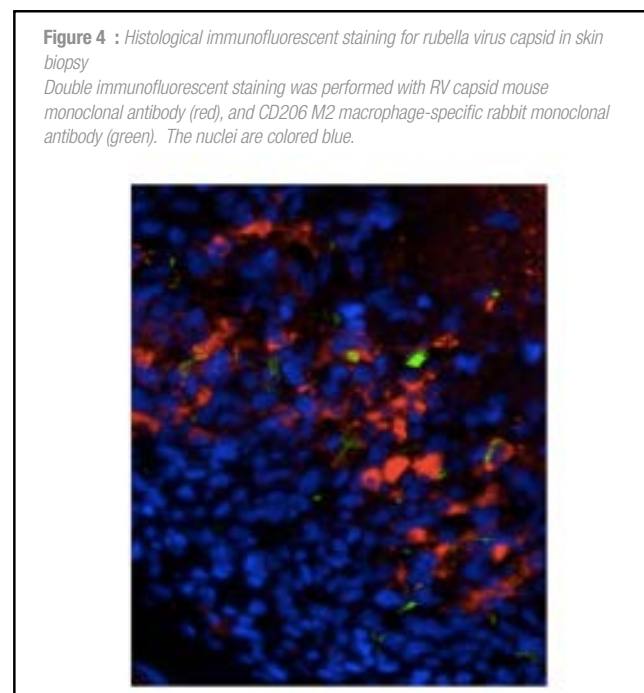 Figure 4 : Histological immunofluorescent staining for rubella virus capsid in skin
biopsy
Double immunofluorescent staining was performed with RV capsid mouse
monoclonal antibody (red), and CD206 M2 macrophage-specific rabbit monoclonal
antibody (green). The nuclei are colored blue.